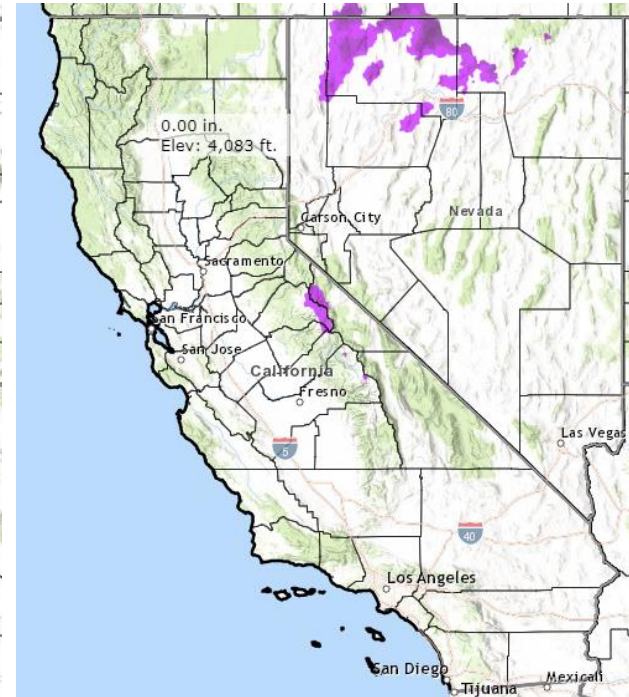 80
0.00 in.
Elev: 4,083 ft.
Nevada
Carson City
Sacramento
San Francisco
San Jose
California
Fresno
Las Vegas
5
40
Los Angeles
San Diego
Mexicali
Tijuana